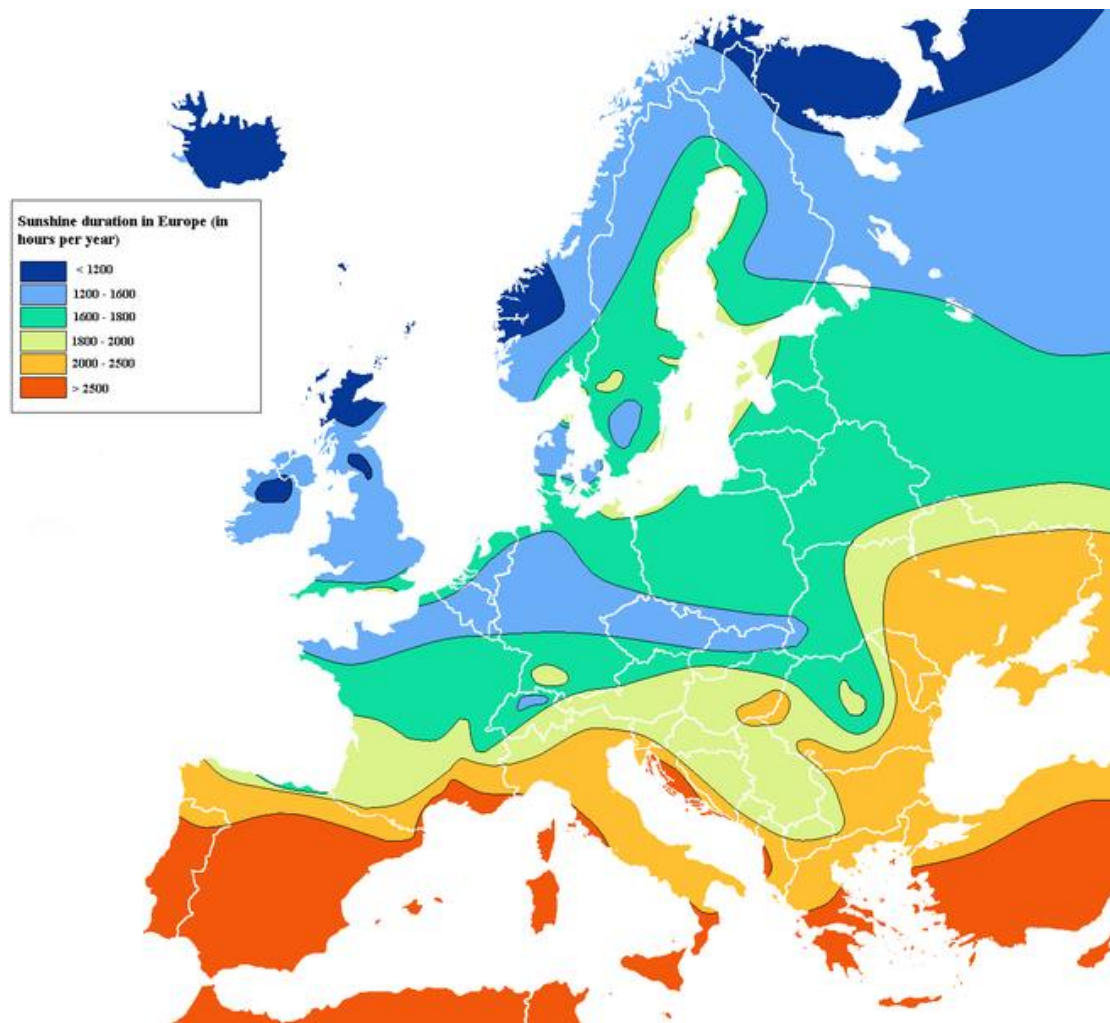 Sunshine duration in Europe (in
hours per year)
< 1200
1200 - 1600
1600 - 1800
1800 - 2000
2000 - 2500
> 2500